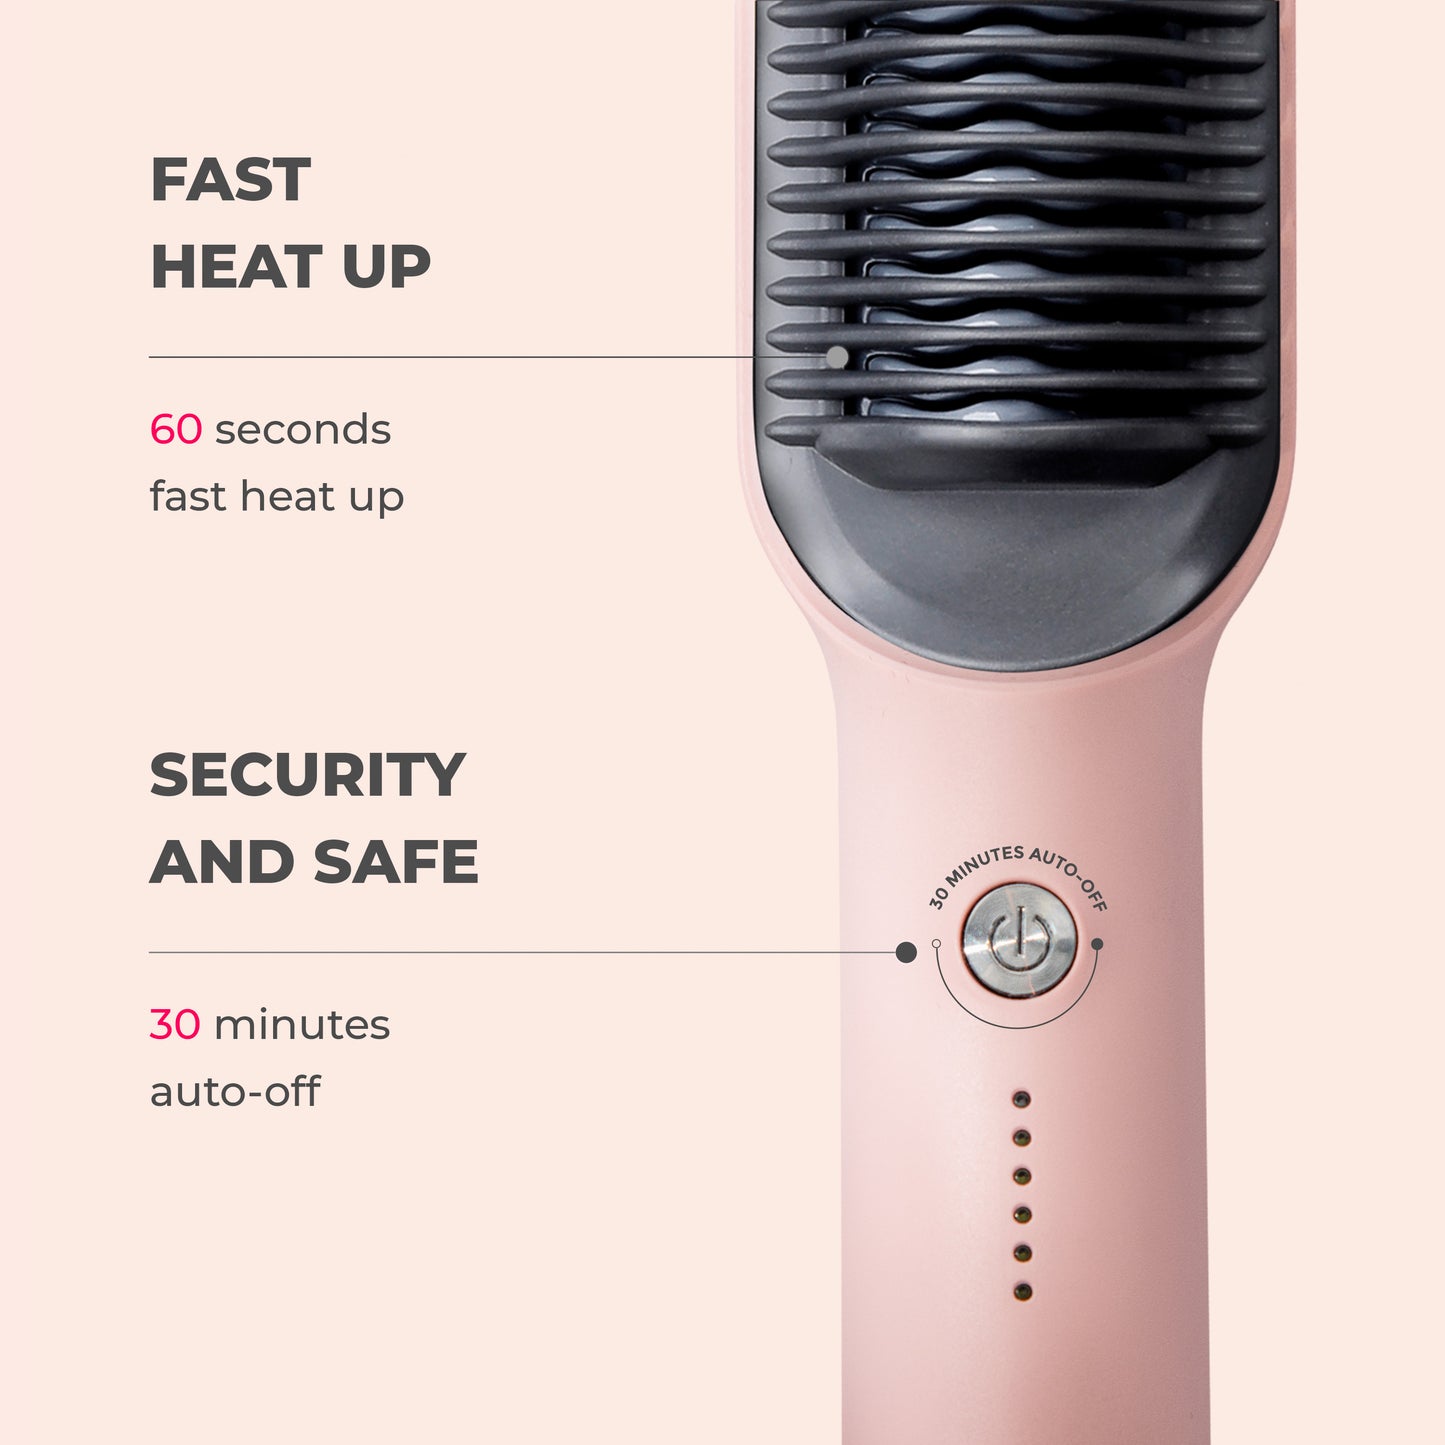 FAST
HEAT UP
60 seconds
fast heat up
SECURITY
AND SAFE
30 MINUTES AUTO-OFF
30 minutes
auto-off